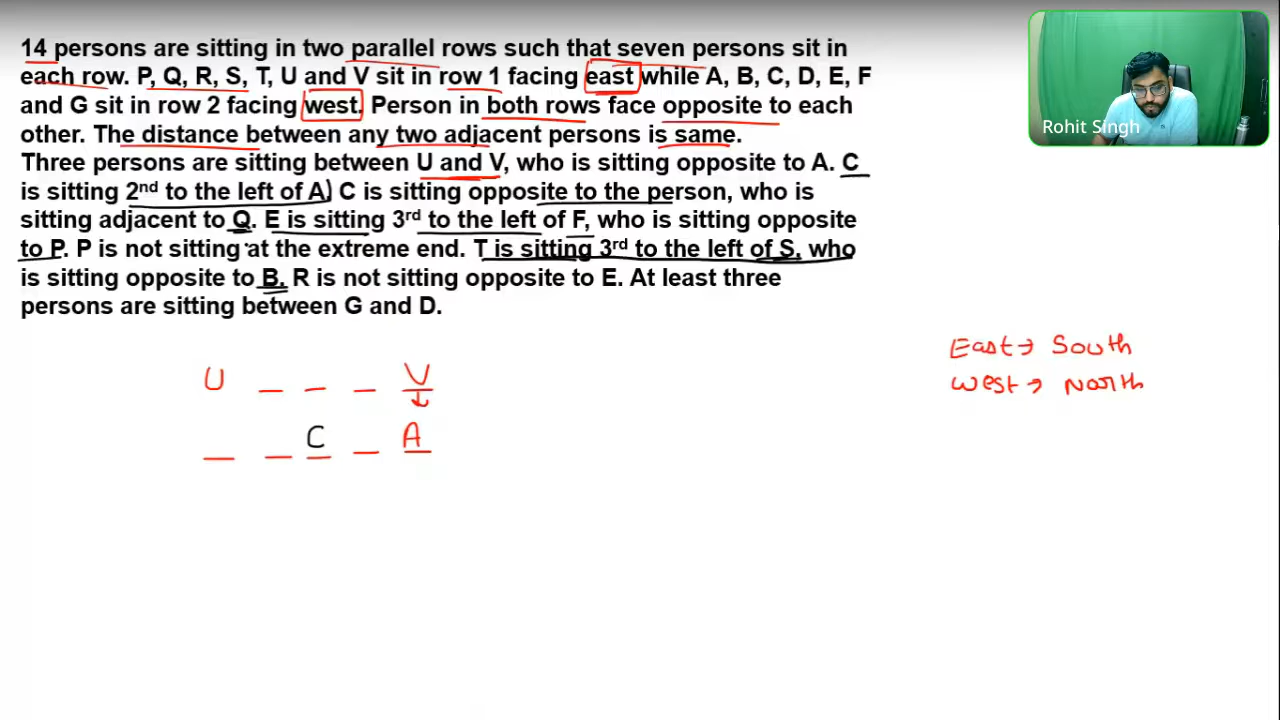 14 persons are sitting in two parallel rows such that seven persons sit in
each row. P, Q, R, S, T, U and V sit in row 1 facing east while A, B, C, D, E, F
and G sit in row 2 facing west. Person in both rows face opposite to each
other. The distance between any two adjacent persons is same.
Three persons are sitting between U and V, who is sitting opposite to A. C
is sitting 2nd to the left of A. C is sitting opposite to the person, who is
sitting adjacent to Q. E is sitting 3rd to the left of F, who is sitting opposite
to P. P is not sitting at the extreme end. T is sitting 3rd to the left of S, who
is sitting opposite to B. R is not sitting opposite to E. At least three
persons are sitting between G and D.
Rohit Singh
East → South
West → North
U _ _ _ V
_ _ C _ A